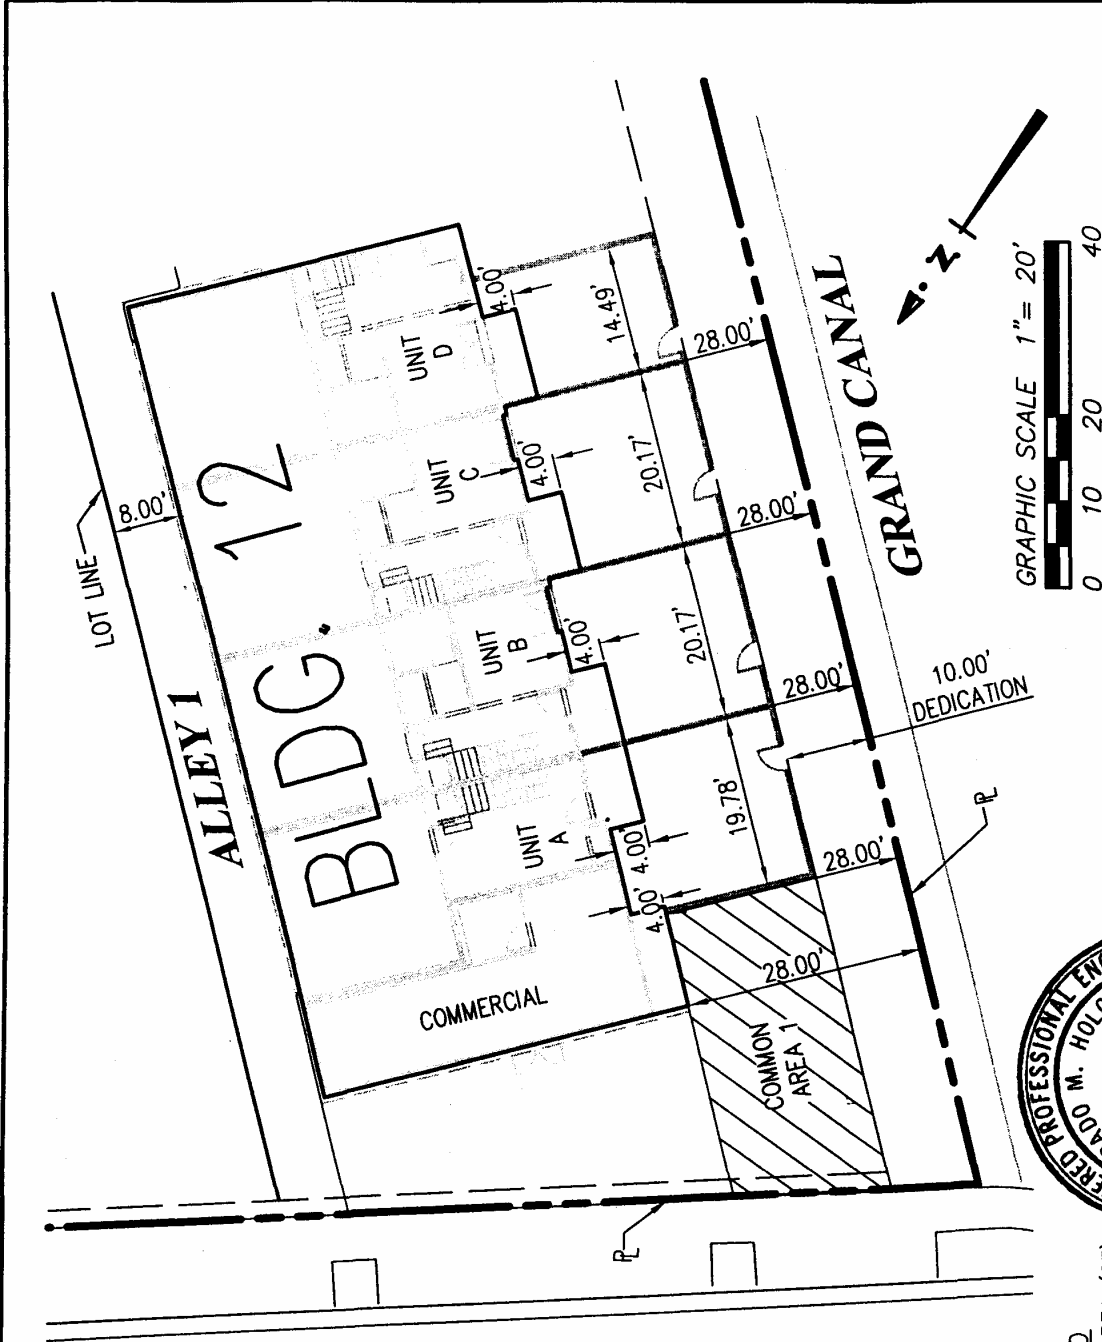 LOT LINE
8.00'
ALLEY 1
BLDG. 12
UNIT
D
UNIT
C
UNIT
B
UNIT
A
COMMERCIAL
4.00'
4.00'
4.00'
4.00'
4.00'
14.49'
20.17'
20.17'
19.78'
28.00'
28.00'
28.00'
28.00'
28.00'
COMMON
AREA 1
GRAND CANAL
10.00'
DEDICATION
PL
PL
N
GRAPHIC SCALE 1"= 20'
0 10 20 40
PROFESSIONAL
M.